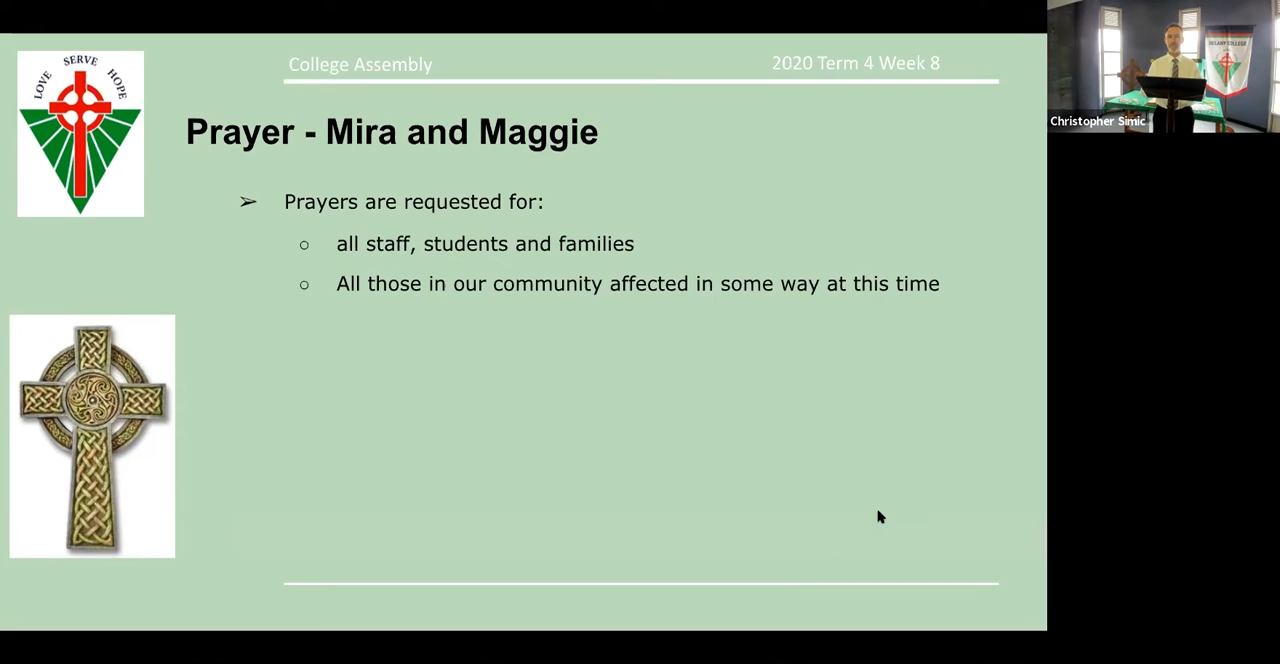 LOVE SERVE HOPE
College Assembly
2020 Term 4 Week 8
Prayer - Mira and Maggie
➢ Prayers are requested for:
○ all staff, students and families
○ All those in our community affected in some way at this time
Christopher Simic
COLLEGE